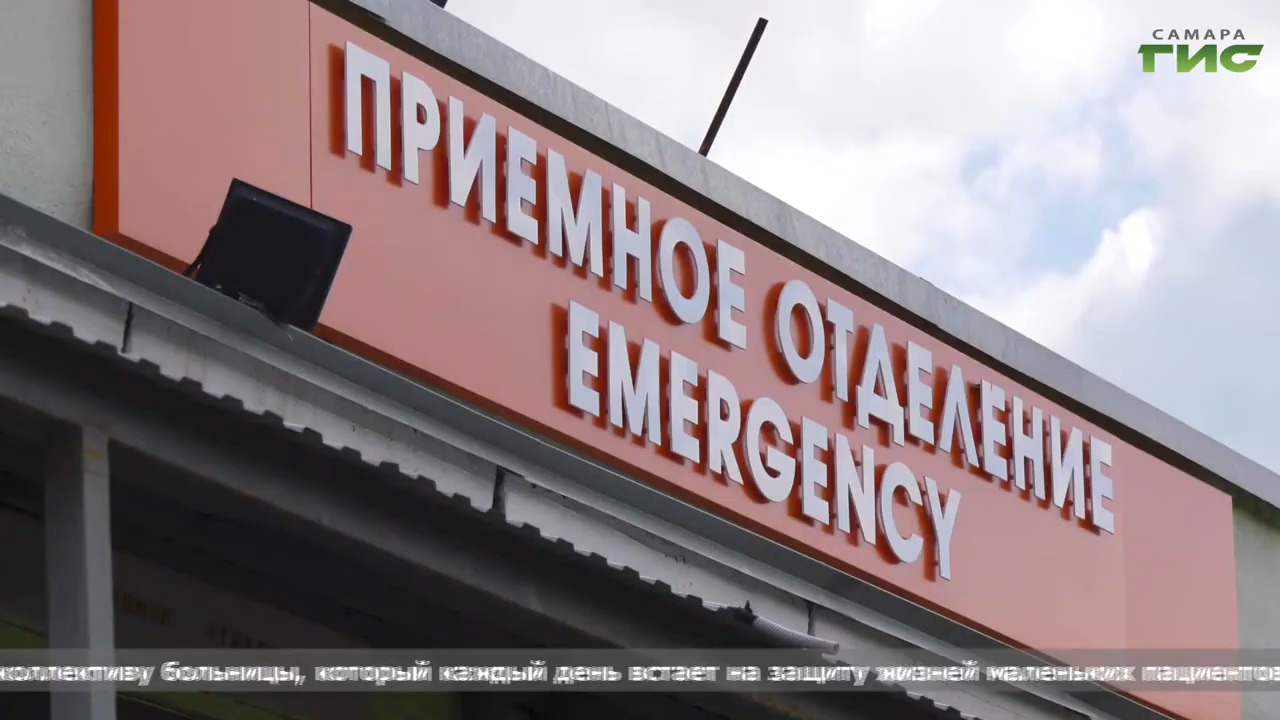 САМАРА
ГИС
ПРИЕМНОЕ ОТДЕЛЕНИЕ
EMERGENCY
коллективу больницы, который каждый день встает на защиту жизней маленьких пациентов